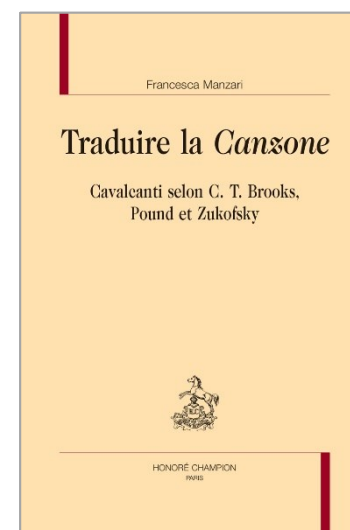 Francesca Manzari
Traduire la Canzone
Cavalcanti selon C. T. Brooks,
Pound et Zukofsky
HONORÉ CHAMPION
PARIS